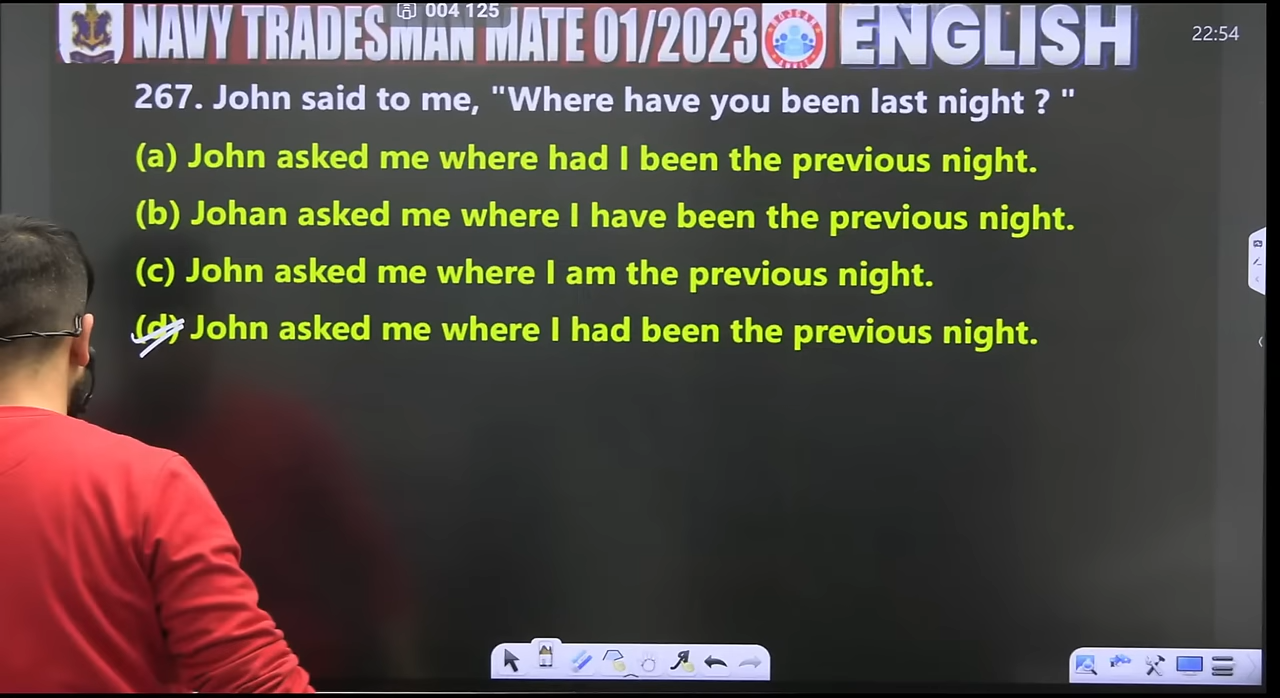 004 125
NAVY TRADESMAN MATE 01/2023 ENGLISH
22:54
267. John said to me, "Where have you been last night ? "
(a) John asked me where had I been the previous night.
(b) Johan asked me where I have been the previous night.
(c) John asked me where I am the previous night.
(d) John asked me where I had been the previous night.